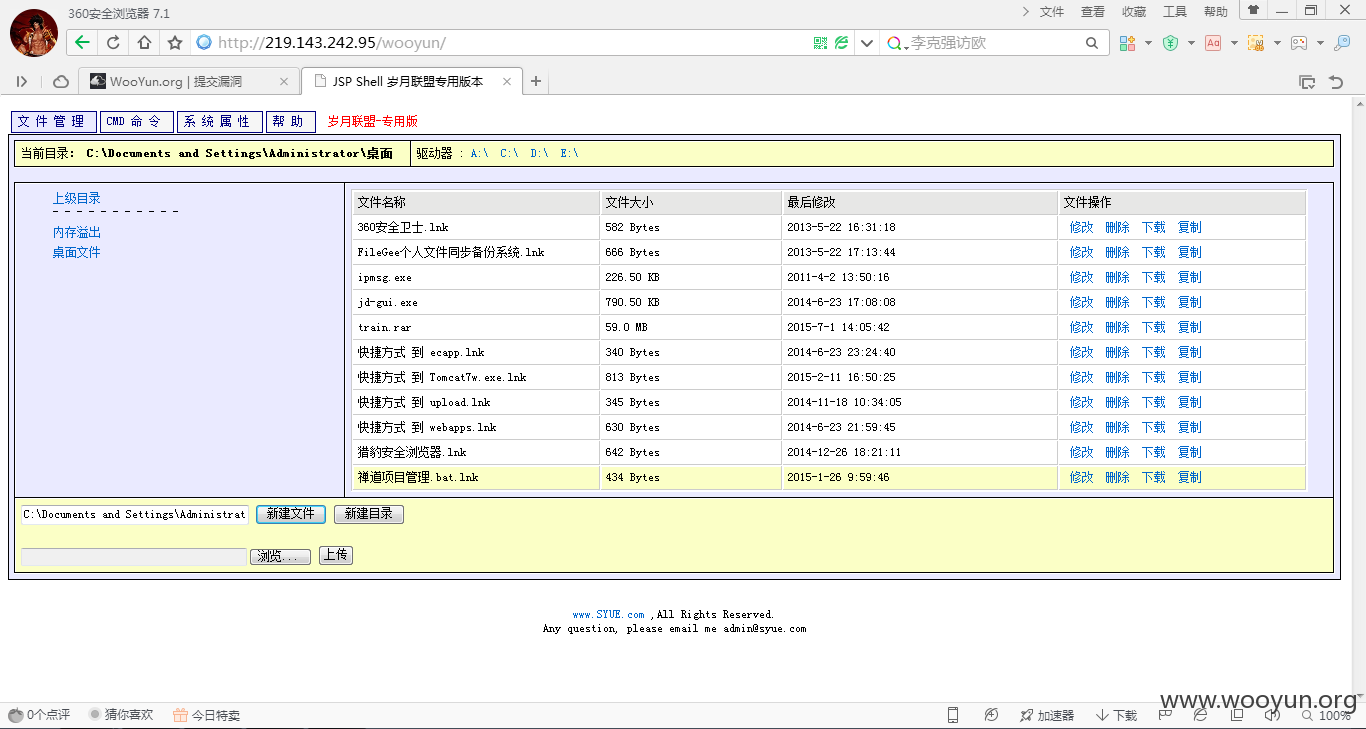 360安全浏览器 7.1
文件 查看 收藏 工具 帮助
http://219.143.242.95/wooyun/
李克强访欧
WooYun.org | 提交漏洞
JSP Shell 岁月联盟专用版本
文 件 管 理 CMD 命 令 系 统 属 性 帮 助 岁月联盟-专用版
当前目录: C:\Documents and Settings\Administrator\桌面 驱动器 : A:\ C:\ D:\ E:\
上级目录
- - - - - - - - - - -
内存溢出
桌面文件
文件名称 文件大小 最后修改 文件操作
360安全卫士.lnk 582 Bytes 2013-5-22 16:31:18 修改 删除 下载 复制
FileGee个人文件同步备份系统.lnk 666 Bytes 2013-5-22 17:13:44 修改 删除 下载 复制
ipmsg.exe 226.50 KB 2011-4-2 13:50:16 修改 删除 下载 复制
jd-gui.exe 790.50 KB 2014-6-23 17:08:08 修改 删除 下载 复制
train.rar 59.0 MB 2015-7-1 14:05:42 修改 删除 下载 复制
快捷方式 到 ecapp.lnk 340 Bytes 2014-6-23 23:24:40 修改 删除 下载 复制
快捷方式 到 Tomcat7w.exe.lnk 813 Bytes 2015-2-11 16:50:25 修改 删除 下载 复制
快捷方式 到 upload.lnk 345 Bytes 2014-11-18 10:34:05 修改 删除 下载 复制
快捷方式 到 webapps.lnk 630 Bytes 2014-6-23 21:59:45 修改 删除 下载 复制
猎豹安全浏览器.lnk 642 Bytes 2014-12-26 18:21:11 修改 删除 下载 复制
禅道项目管理.bat.lnk 434 Bytes 2015-1-26 9:59:46 修改 删除 下载 复制
C:\Documents and Settings\Administrat 新建文件 新建目录
浏览... 上传
www.SYUE.com ,All Rights Reserved.
Any question, please email me admin@syue.com
www.wooyun.org
0个点评 猜你喜欢 今日特卖 加速器 下载 100%